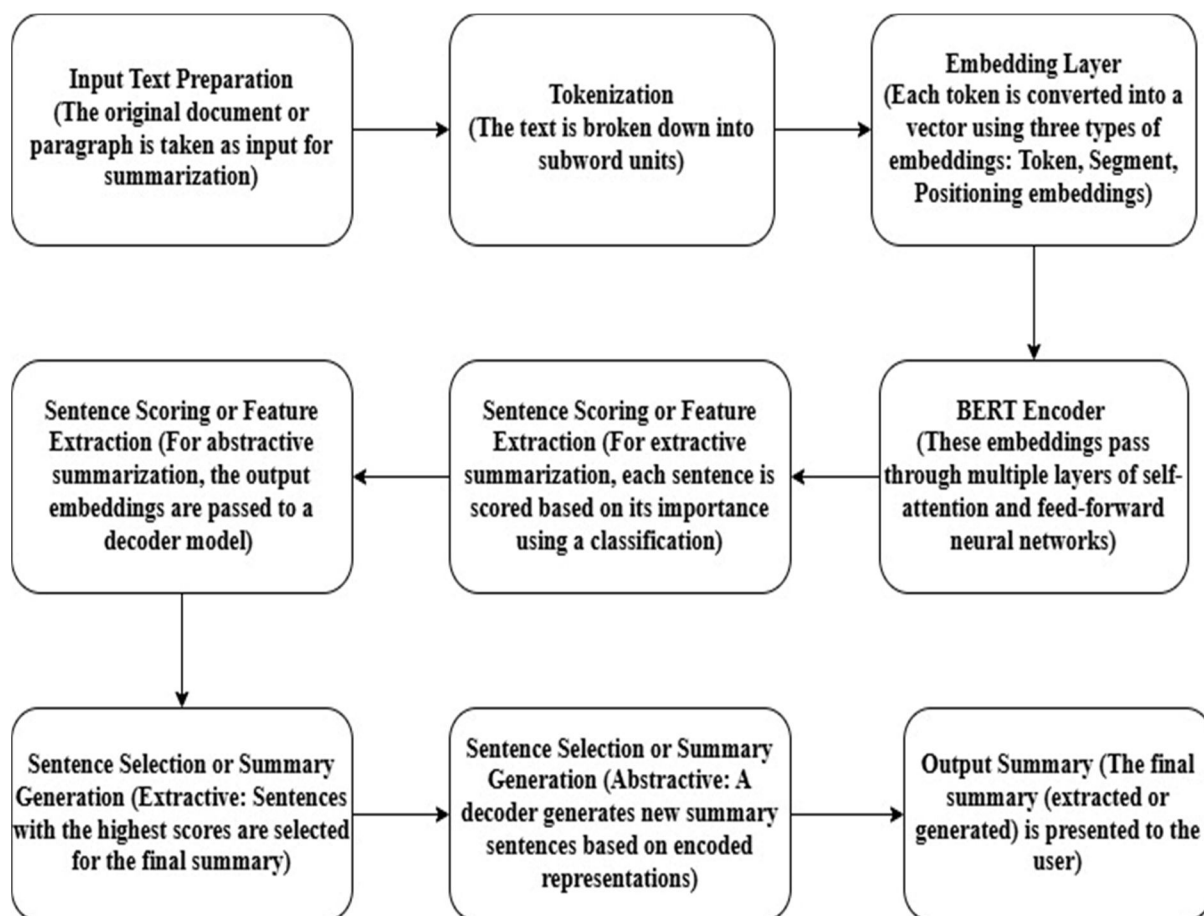 Input Text Preparation
(The original document or
paragraph is taken as input for
summarization)
Tokenization
(The text is broken down into
subword units)
Embedding Layer
(Each token is converted into a
vector using three types of
embeddings: Token, Segment,
Positioning embeddings)
BERT Encoder
(These embeddings pass
through multiple layers of self-
attention and feed-forward
neural networks)
Sentence Scoring or Feature
Extraction (For extractive
summarization, each sentence is
scored based on its importance
using a classification)
Sentence Scoring or Feature
Extraction (For abstractive
summarization, the output
embeddings are passed to a
decoder model)
Sentence Selection or Summary
Generation (Extractive: Sentences
with the highest scores are selected
for the final summary)
Sentence Selection or Summary
Generation (Abstractive: A
decoder generates new summary
sentences based on encoded
representations)
Output Summary (The final
summary (extracted or
generated) is presented to the
user)